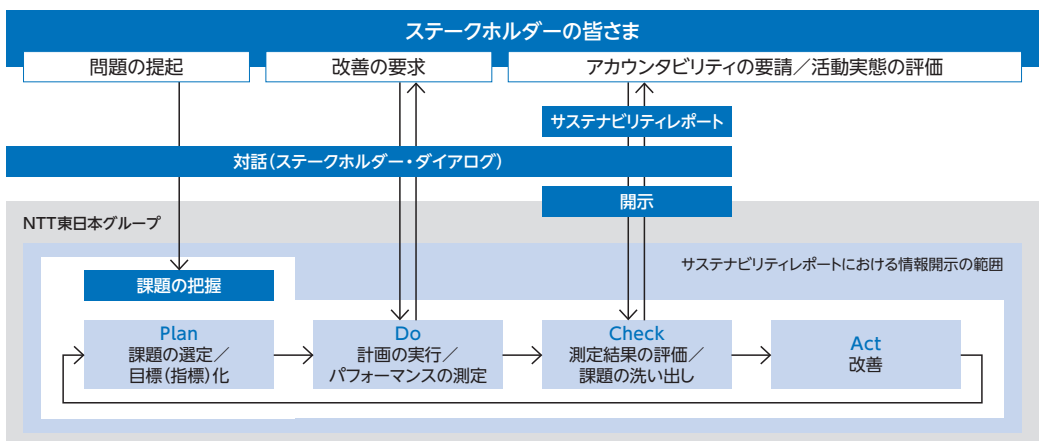 ステークホルダーの皆さま
問題の提起
改善の要求
アカウンタビリティの要請／活動実態の評価
サステナビリティレポート
対話（ステークホルダー・ダイアログ）
開示
NTT東日本グループ
サステナビリティレポートにおける情報開示の範囲
課題の把握
Plan
課題の選定／
目標（指標）化
Do
計画の実行／
パフォーマンスの測定
Check
測定結果の評価／
課題の洗い出し
Act
改善